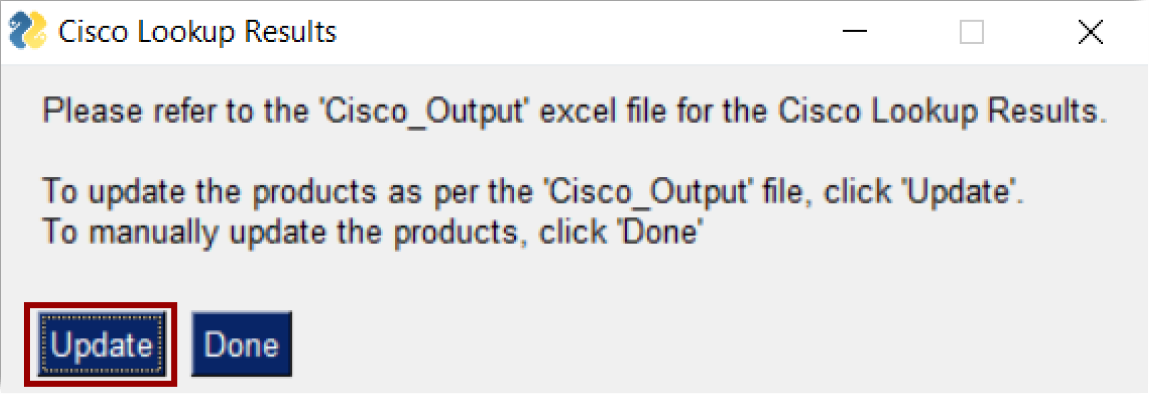 Cisco Lookup Results
Please refer to the 'Cisco_Output' excel file for the Cisco Lookup Results.
To update the products as per the 'Cisco_Output' file, click 'Update'.
To manually update the products, click 'Done'
Update Done